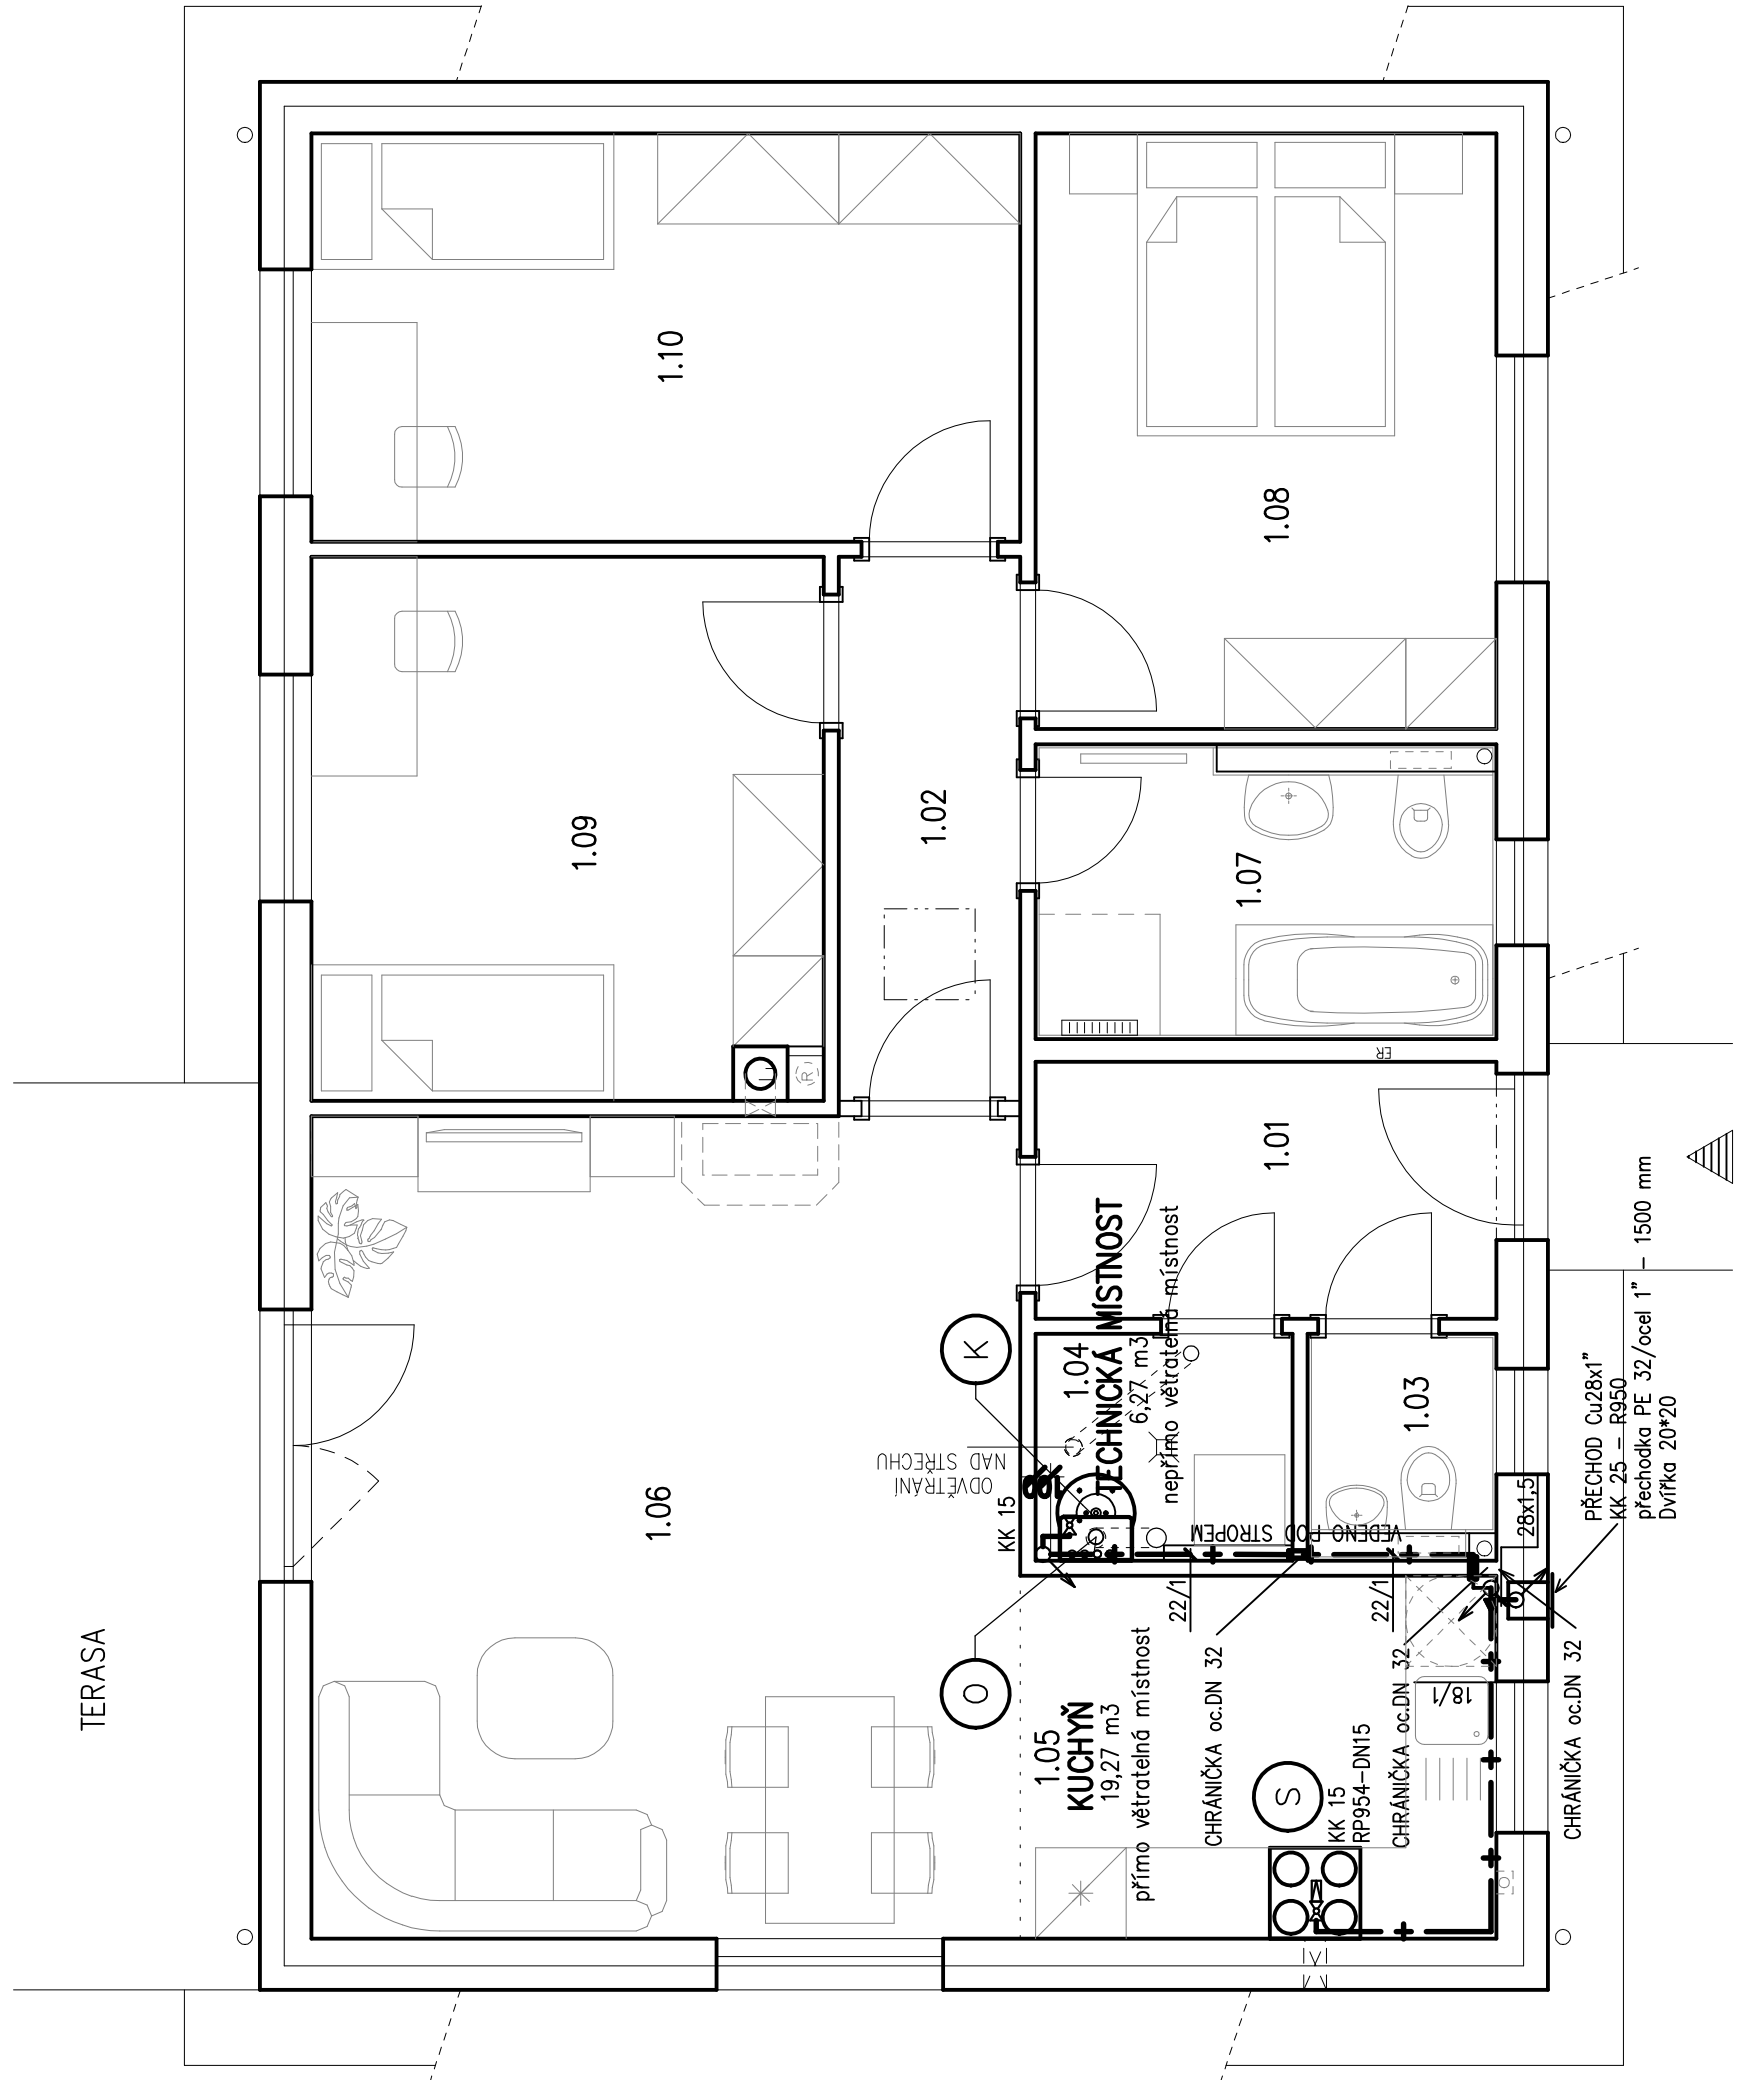 TERASA
1.10
1.08
1.09
1.02
1.07
ER
R
1.01
1.06
K
ODVĚTRÁNÍ
NAD STŘECHU
KK 15
1.04
TECHNICKÁ MÍSTNOST
6,27 m3
nepřímo větratelná místnost
1.03
VEDENO POD STROPEM
22/1
22/1
28x1,5
PŘECHOD Cu28x1"
KK 25 - R950
přechodka PE 32/ocel 1" - 1500 mm
Dvířka 20*20
O
1.05
KUCHYŇ
19,27 m3
přímo větratelná místnost
CHRÁNIČKA oc.DN 32
S
KK 15
RP954-DN15
CHRÁNIČKA oc.DN 32
18/1
CHRÁNIČKA oc.DN 32